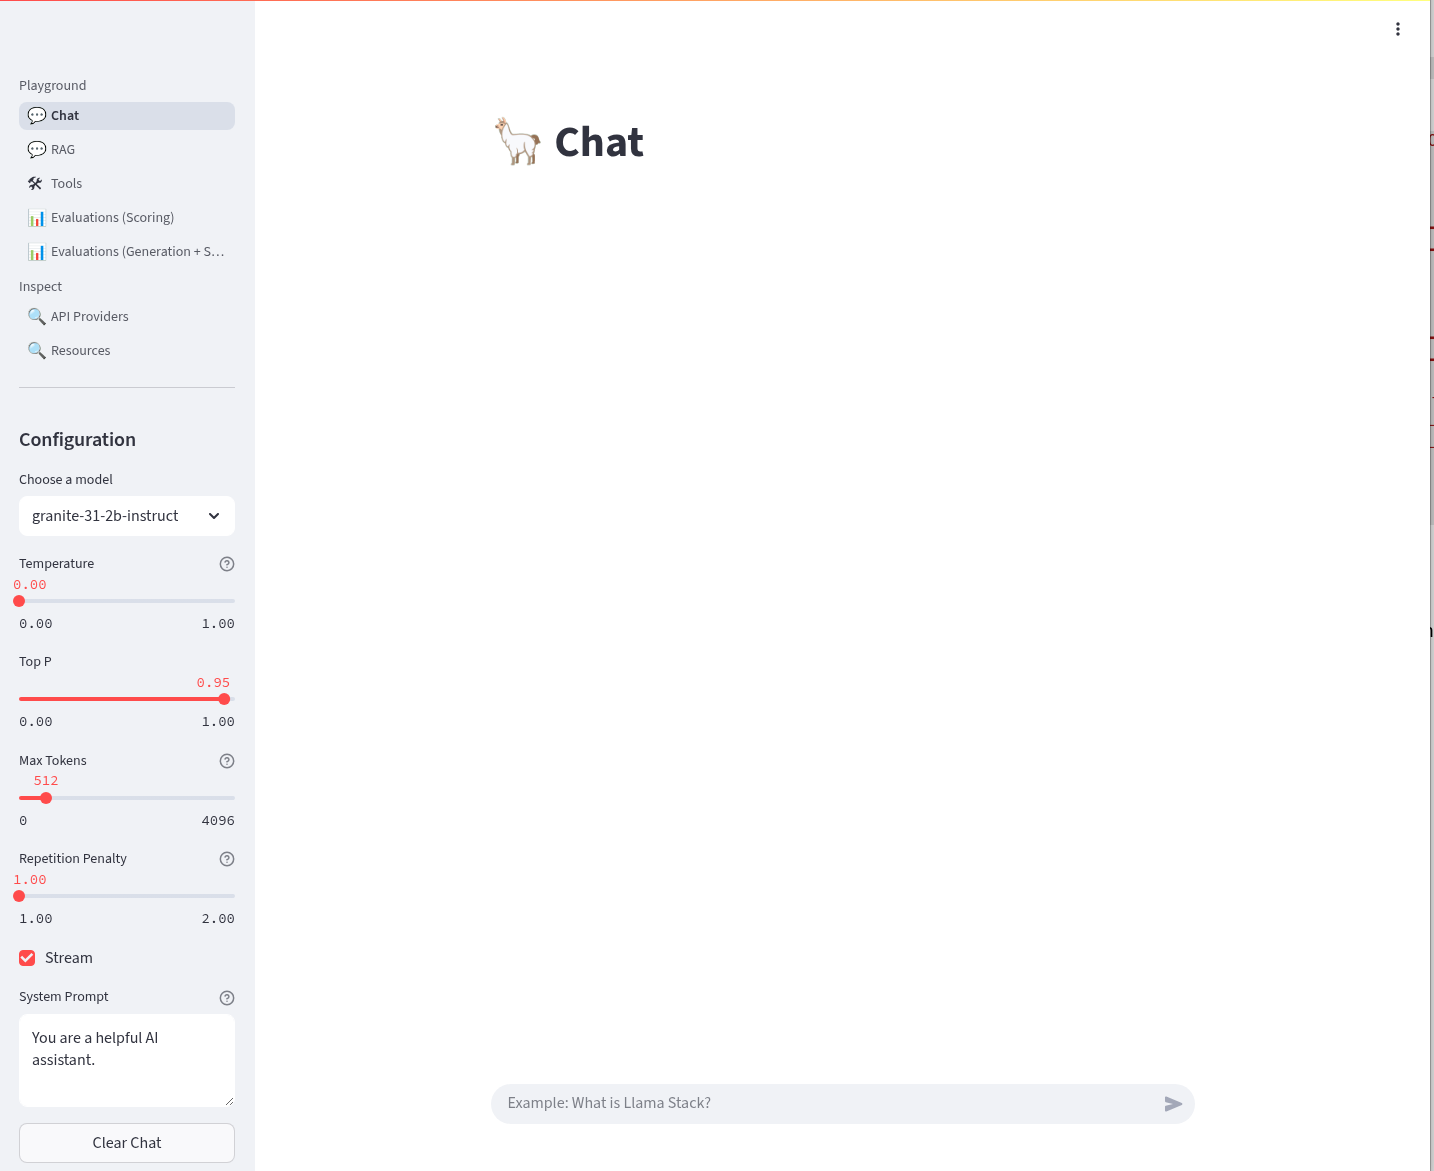 Playground
Chat
RAG
Tools
Evaluations (Scoring)
Evaluations (Generation + S…
Inspect
API Providers
Resources
Configuration
Choose a model
granite-31-2b-instruct
Temperature
0.00
0.00 1.00
Top P
0.95
0.00 1.00
Max Tokens
512
0 4096
Repetition Penalty
1.00
1.00 2.00
Stream
System Prompt
You are a helpful AI
assistant.
Clear Chat
Chat
Example: What is Llama Stack?